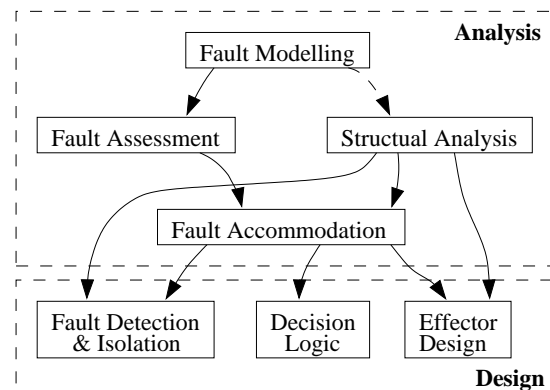 Analysis
Fault Modelling
Fault Assessment
Structual Analysis
Fault Accommodation
Fault Detection
& Isolation
Decision
Logic
Effector
Design
Design